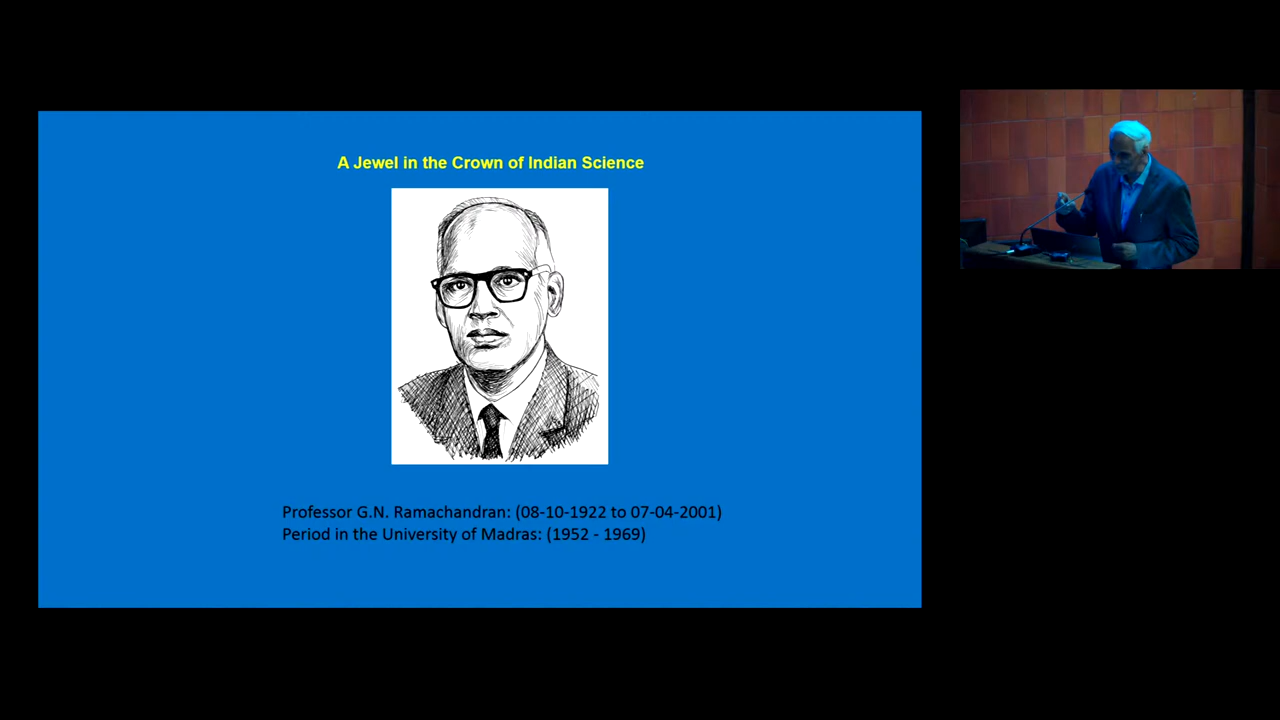 A Jewel in the Crown of Indian Science
Professor G.N. Ramachandran: (08-10-1922 to 07-04-2001)
Period in the University of Madras: (1952 - 1969)